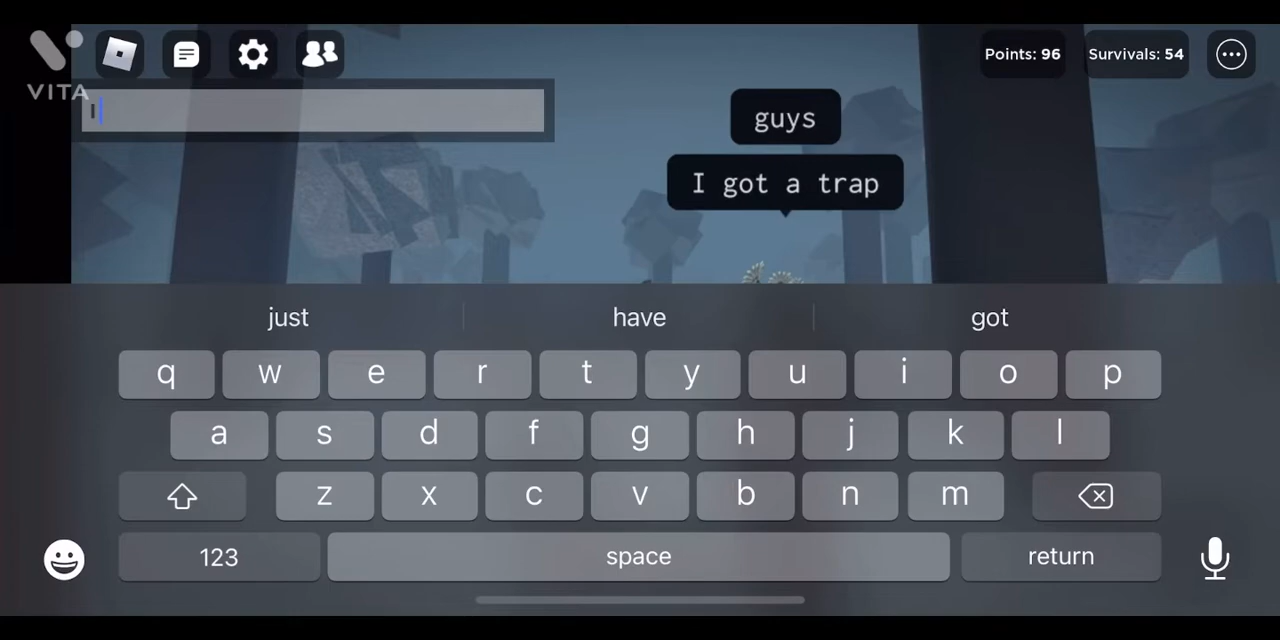 VITA
Points: 96
Survivals: 54
I
guys
I got a trap
just have got
q w e r t y u i o p
a s d f g h j k l
z x c v b n m
123 space return